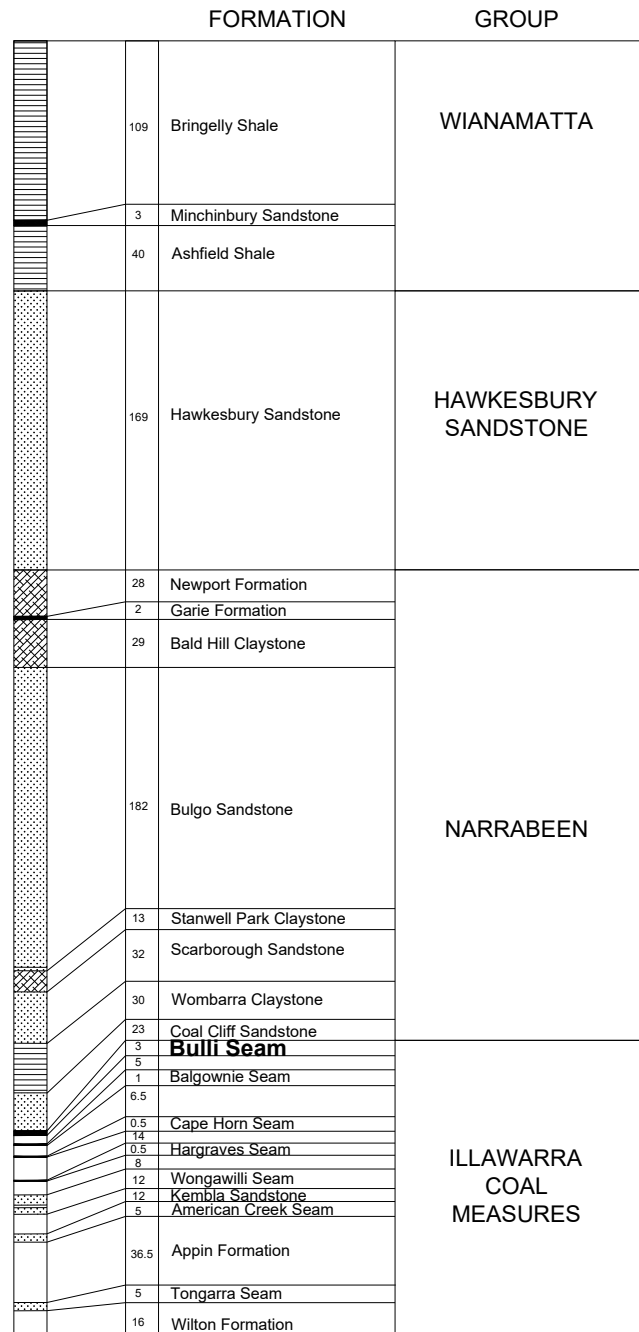 FORMATION GROUP
109 Bringelly Shale WIANAMATTA
3 Minchinbury Sandstone
40 Ashfield Shale
169 Hawkesbury Sandstone HAWKESBURY
SANDSTONE
28 Newport Formation
2 Garie Formation
29 Bald Hill Claystone
182 Bulgo Sandstone NARRABEEN
13 Stanwell Park Claystone
32 Scarborough Sandstone
30 Wombarra Claystone
23 Coal Cliff Sandstone
3 Bulli Seam
5
1 Balgownie Seam
6.5
0.5 Cape Horn Seam
14
0.5 Hargraves Seam
8
12 Wongawilli Seam
12 Kembla Sandstone
5 American Creek Seam
ILLAWARRA
COAL
MEASURES
36.5 Appin Formation
5 Tongarra Seam
16 Wilton Formation